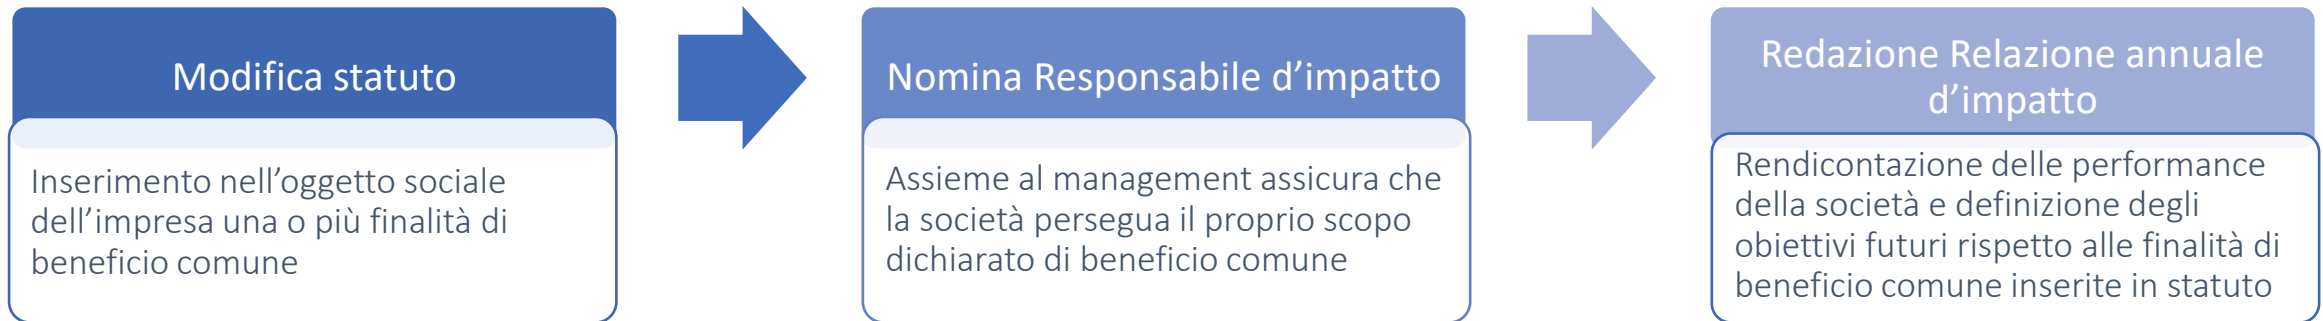 Modifica statuto
Inserimento nell’oggetto sociale
dell’impresa una o più finalità di
beneficio comune
Nomina Responsabile d’impatto
Assieme al management assicura che
la società persegua il proprio scopo
dichiarato di beneficio comune
Redazione Relazione annuale
d’impatto
Rendicontazione delle performance
della società e definizione degli
obiettivi futuri rispetto alle finalità di
beneficio comune inserite in statuto